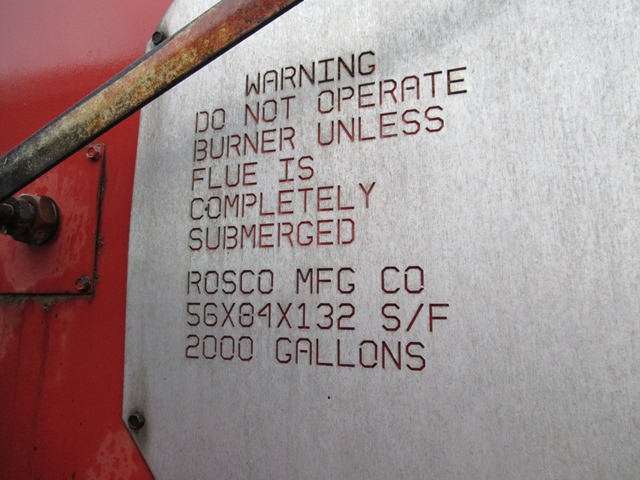 WARNING
DO NOT OPERATE
BURNER UNLESS
FLUE IS
COMPLETELY
SUBMERGED
ROSCO MFG CO
56X84X132 S/F
2000 GALLONS